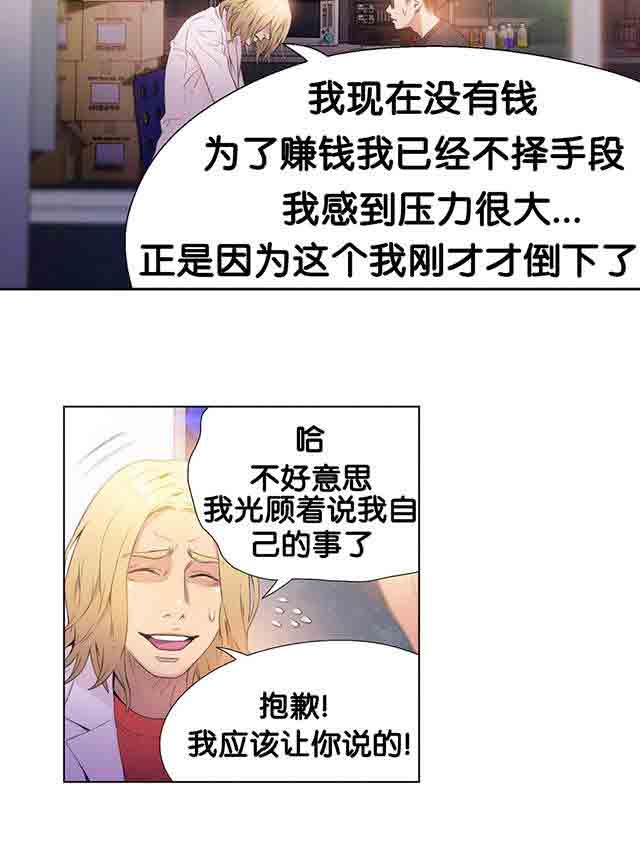 我现在没有钱
为了赚钱我已经不择手段
我感到压力很大...
正是因为这个我刚才才倒下了
哈
不好意思
我光顾着说我自
己的事了
抱歉!
我应该让你说的!